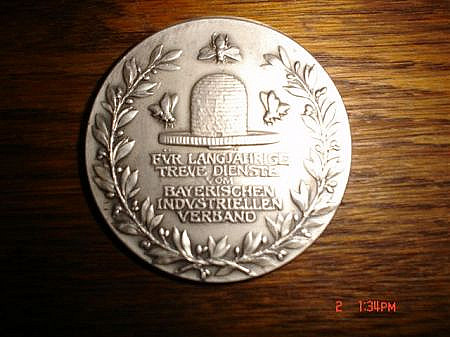 FVR LANGJÄHRIGE
TREVE DIENSTE
VOM
BAYERISCHEN
INDVSTRIELLEN
VERBAND
2 1:34PM